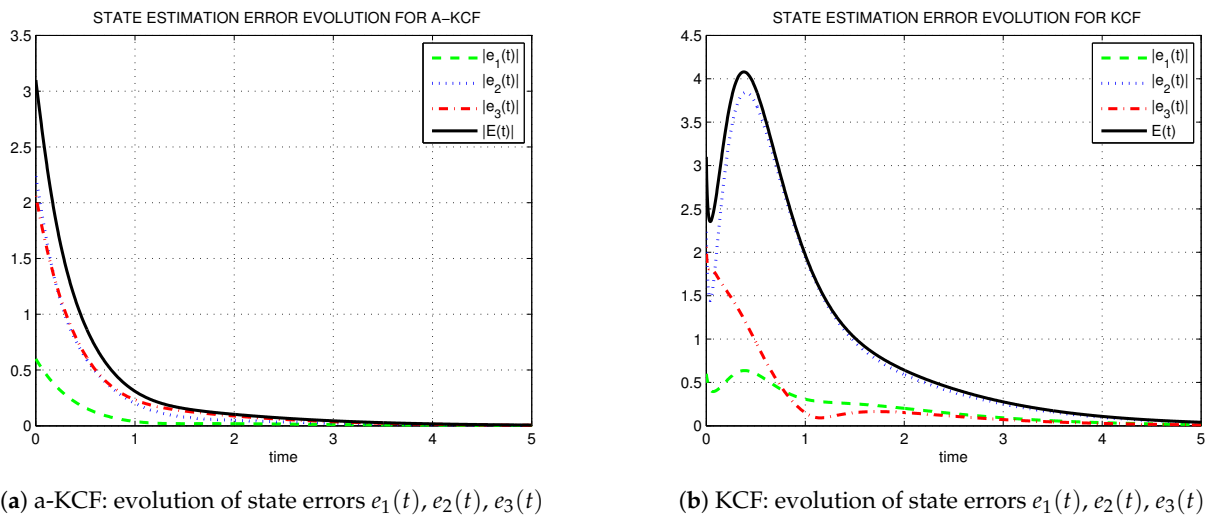 STATE ESTIMATION ERROR EVOLUTION FOR A−KCF
3.5
3
2.5
2
1.5
1
0.5
0
0 1 2 3 4 5
time
|e1(t)|
|e2(t)|
|e3(t)|
|E(t)|
(a) a-KCF: evolution of state errors e1(t), e2(t), e3(t)
STATE ESTIMATION ERROR EVOLUTION FOR KCF
4.5
4
3.5
3
2.5
2
1.5
1
0.5
0
0 1 2 3 4 5
time
|e1(t)|
|e2(t)|
|e3(t)|
E(t)
(b) KCF: evolution of state errors e1(t), e2(t), e3(t)